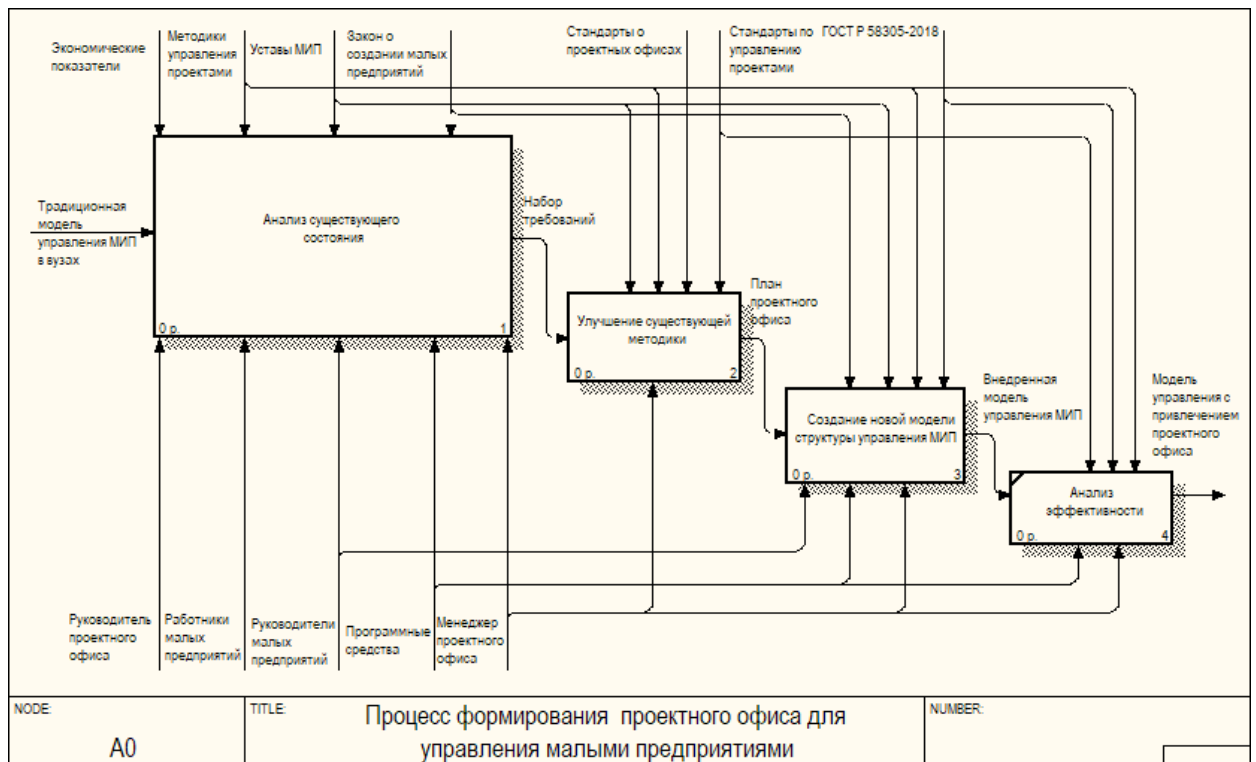 Экономические
показатели
Методики
управления
проектами
Уставы МИП
Закон о
создании малых
предприятий
Стандарты о
проектных офисах
Стандарты по
управлению
проектами
ГОСТ Р 58305-2018
Традиционная
модель
управления МИП
в вузах
Анализ существующего
состояния
0 р.
1
Набор
требований
Улучшение существующей
методики
0 р.
2
План
проектного
офиса
Создание новой модели
структуры управления МИП
0 р.
3
Внедренная
модель
управления МИП
Анализ
эффективности
0 р.
4
Модель
управления с
привлечением
проектного
офиса
Руководитель
проектного
офиса
Работники
малых
предприятий
Руководители
малых
предприятий
Программные
средства
Менеджер
проектного
офиса
NODE:
A0
TITLE:
Процесс формирования проектного офиса для
управления малыми предприятиями
NUMBER: